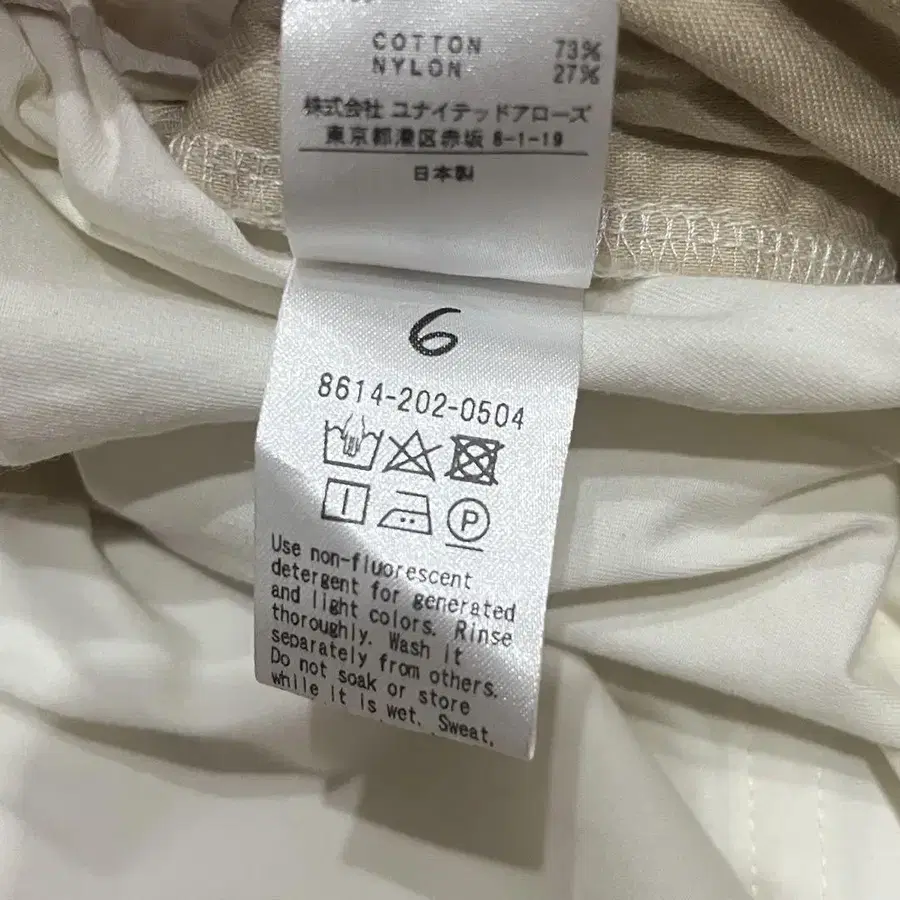 COTTON 73%
NYLON 27%
株式会社 ユナイテッドアローズ
東京都港区赤坂 8-1-19
日本製
6
8614-202-0504
P
Use non-fluorescent
detergent for generated
and light colors. Rinse
thoroughly. Wash it
separately from others.
Do not soak or store
while it is wet. Sweat,